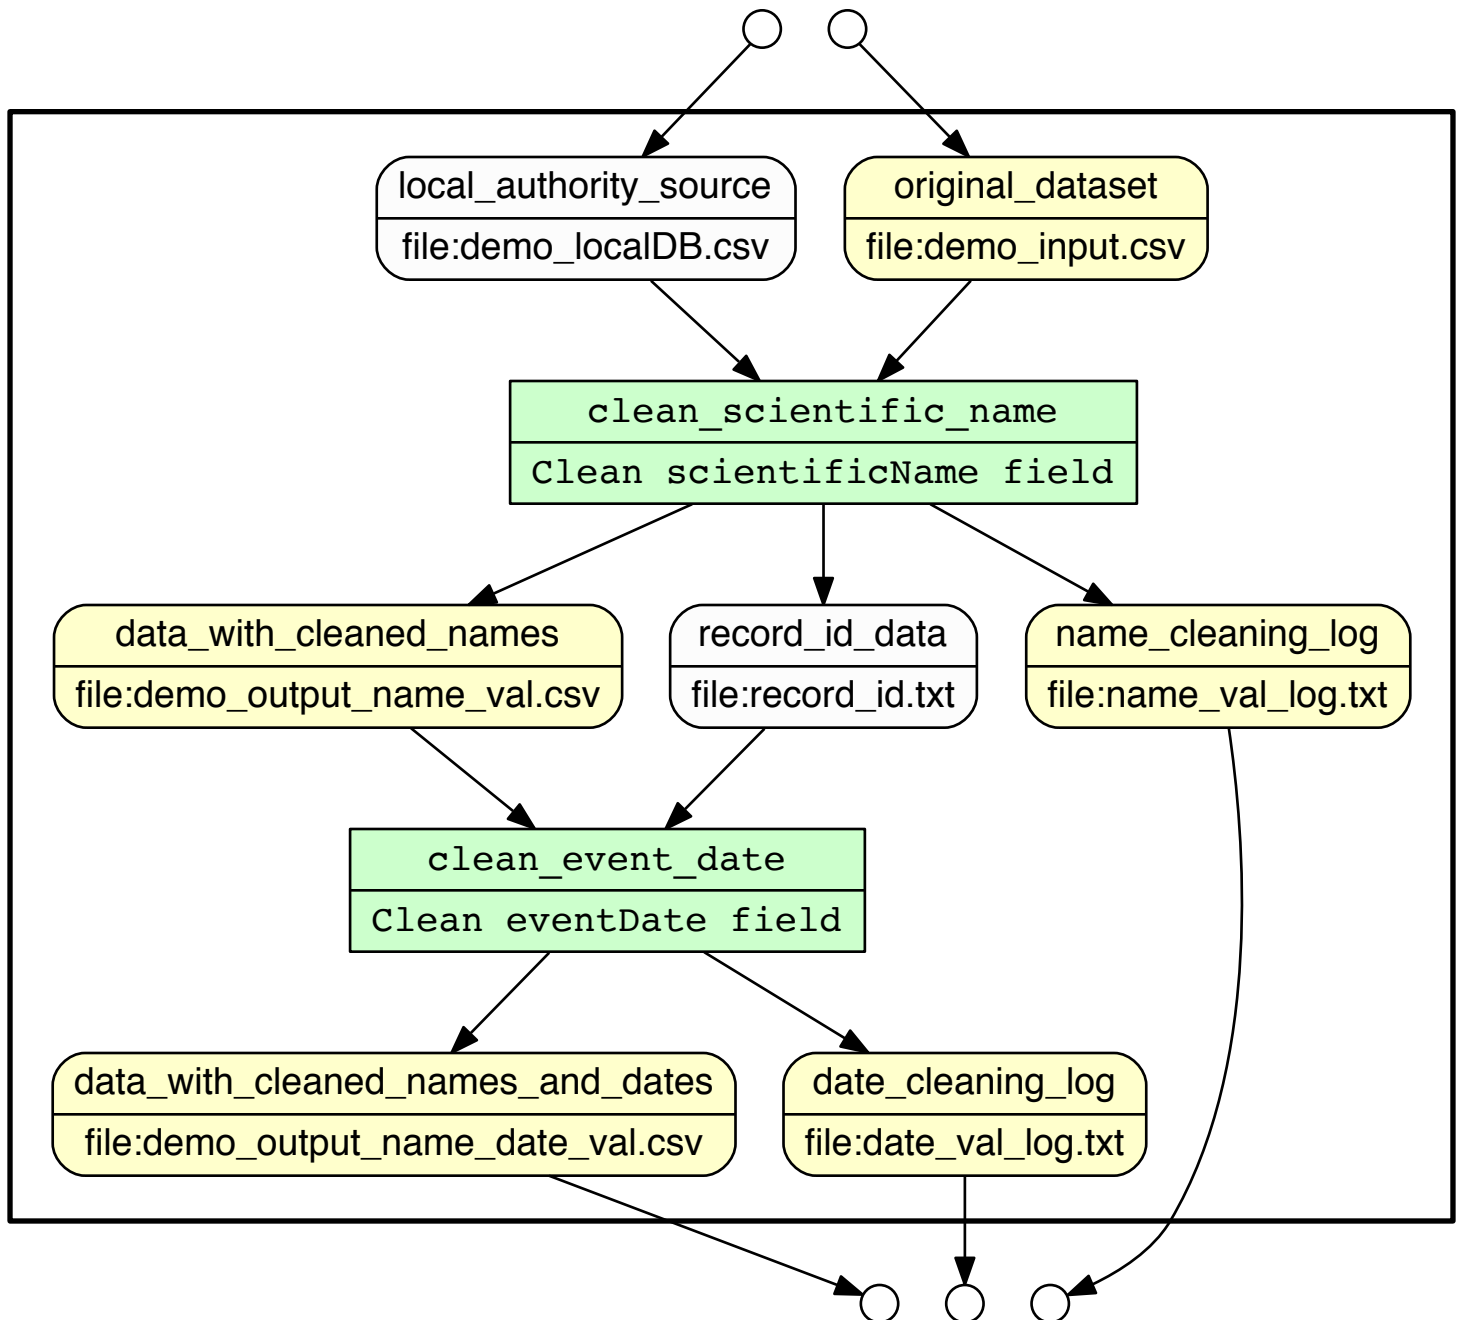 local_authority_source
file:demo_localDB.csv
original_dataset
file:demo_input.csv
clean_scientific_name
Clean scientificName field
data_with_cleaned_names
file:demo_output_name_val.csv
record_id_data
file:record_id.txt
name_cleaning_log
file:name_val_log.txt
clean_event_date
Clean eventDate field
data_with_cleaned_names_and_dates
file:demo_output_name_date_val.csv
date_cleaning_log
file:date_val_log.txt